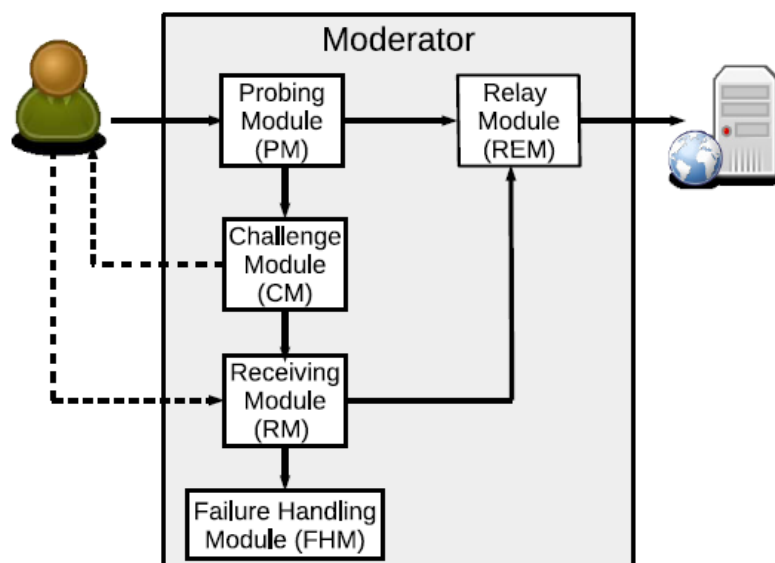 Moderator
Probing
Module
(PM)
Relay
Module
(REM)
Challenge
Module
(CM)
Receiving
Module
(RM)
Failure Handling
Module (FHM)